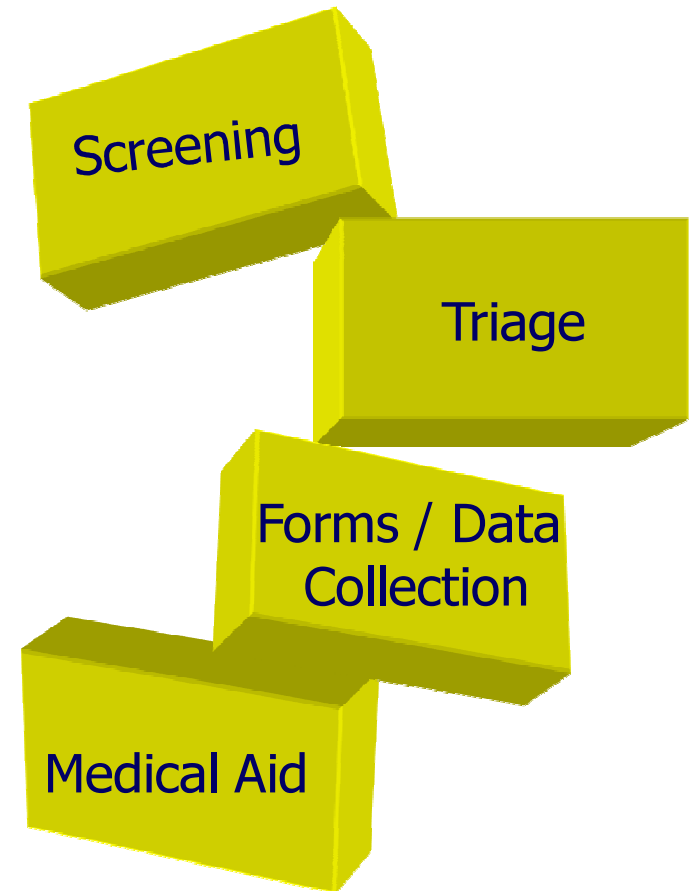 Screening
Triage
Forms / Data
Collection
Medical Aid